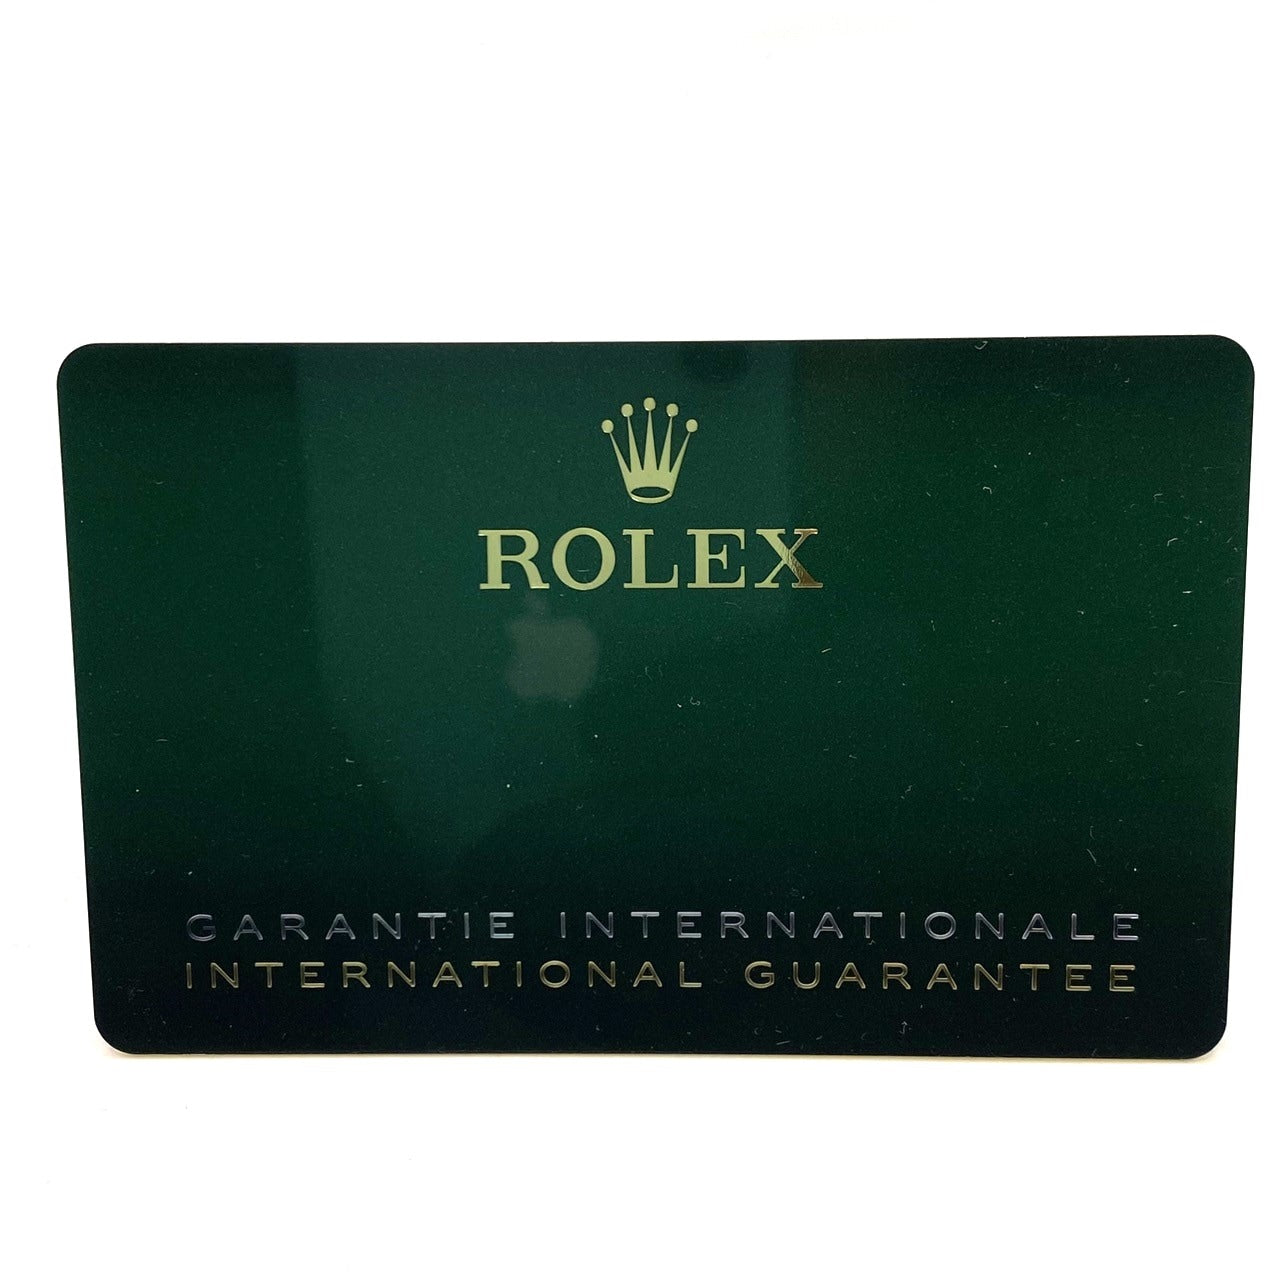 ROLEX
GARANTIE INTERNATIONALE
INTERNATIONAL GUARANTEE